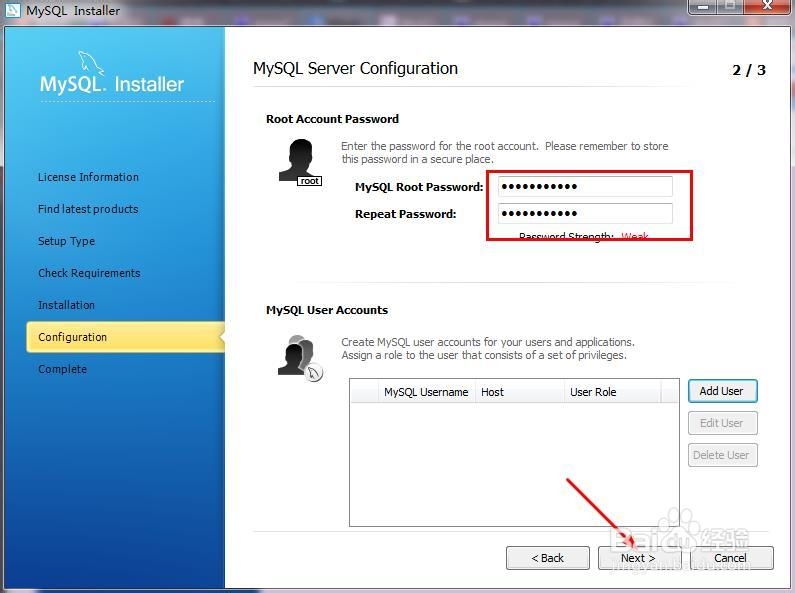 MySQL Installer
MySQL. Installer
License Information
Find latest products
Setup Type
Check Requirements
Installation
Configuration
Complete
MySQL Server Configuration
2 / 3
Root Account Password
Enter the password for the root account. Please remember to store
this password in a secure place.
root
MySQL Root Password: •••••••••••
Repeat Password: •••••••••••
Password Strength: Weak
MySQL User Accounts
Create MySQL user accounts for your users and applications.
Assign a role to the user that consists of a set of privileges.
MySQL Username Host User Role
Add User
Edit User
Delete User
< Back Next > Cancel
Baidu 经验
jingyan.baidu.com